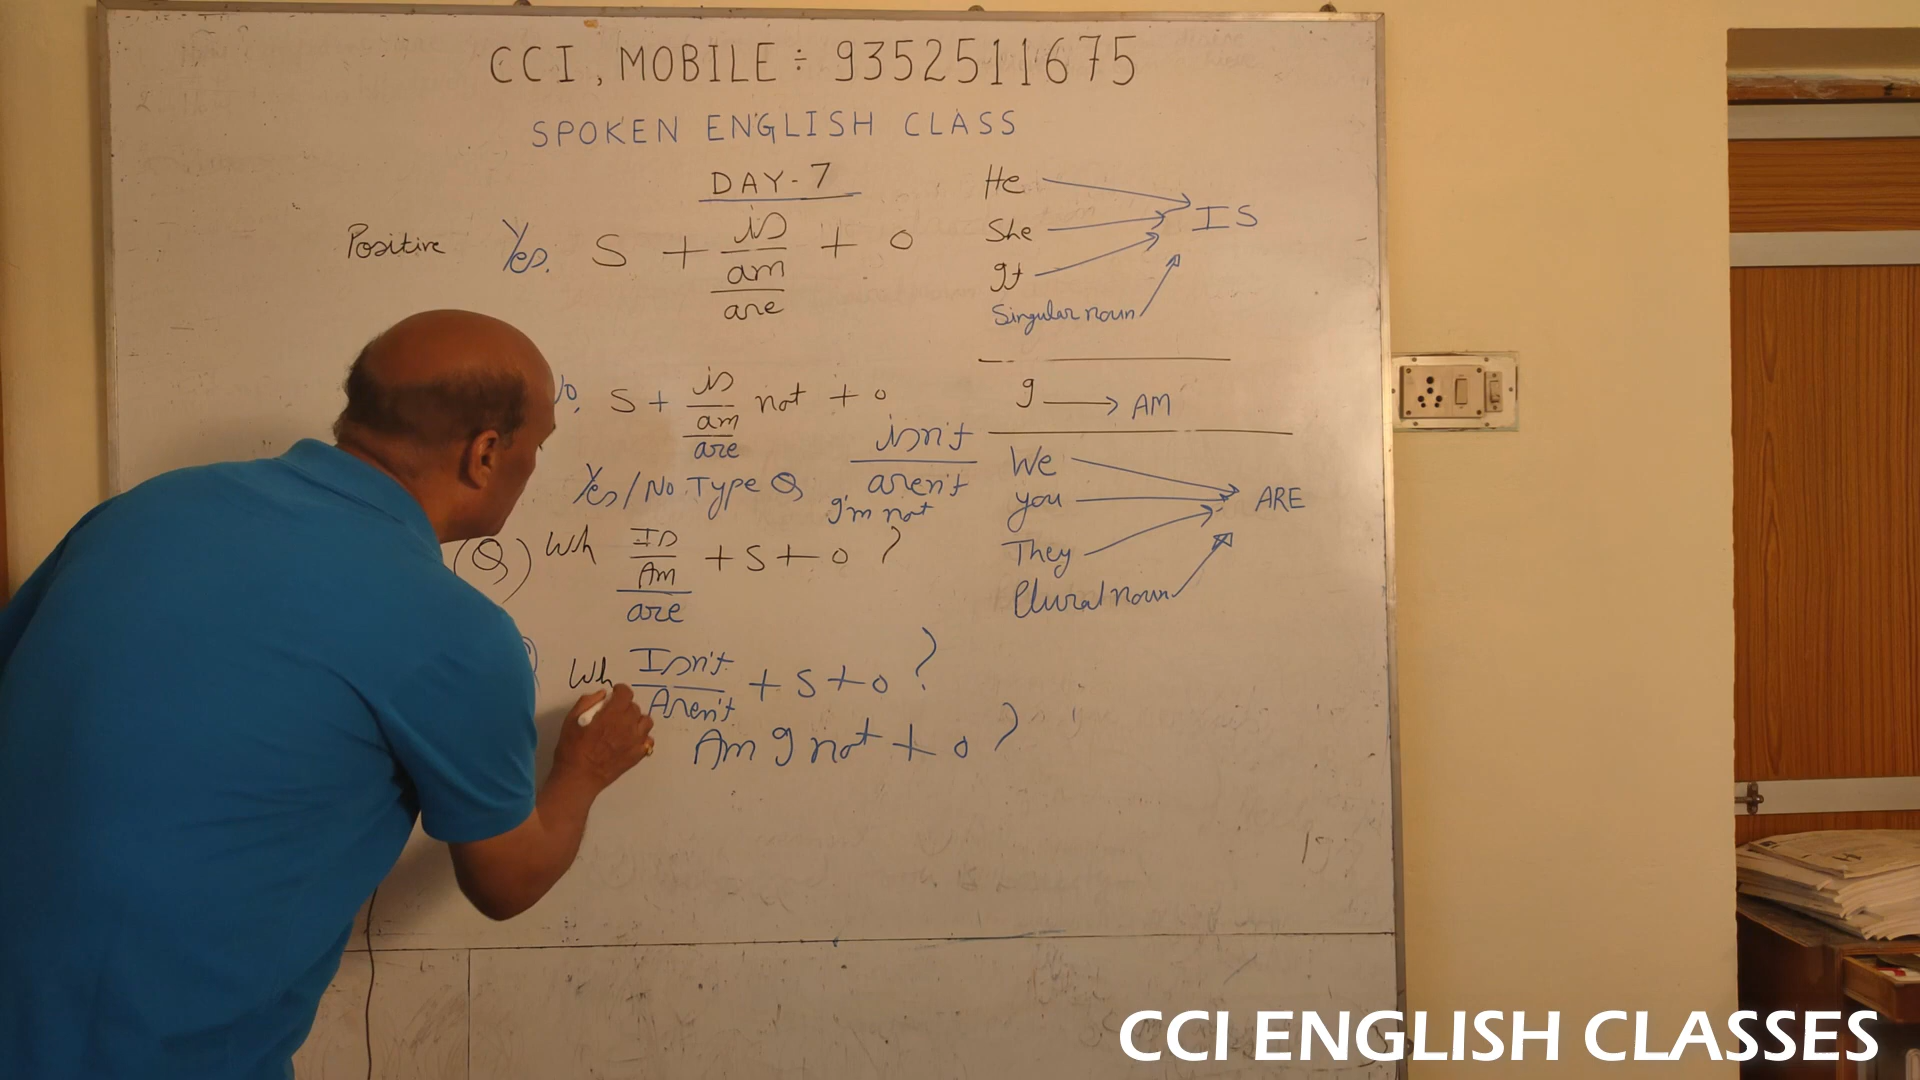 CCI, MOBILE ÷ 9352511675
SPOKEN ENGLISH CLASS
DAY-7
Positive Yes. S + is + o
am
are
He
She
It
Singular noun
IS
S + is not + o
am
are
isn't
aren't
I'm not
I → AM
Yes/No Type Q
(Q) Wh Is + S + o ?
Am
are
We
you
They
Plural noun
ARE
Wh Isn't + S + o ?
Aren't
Am I not + o ?
CCI ENGLISH CLASSES